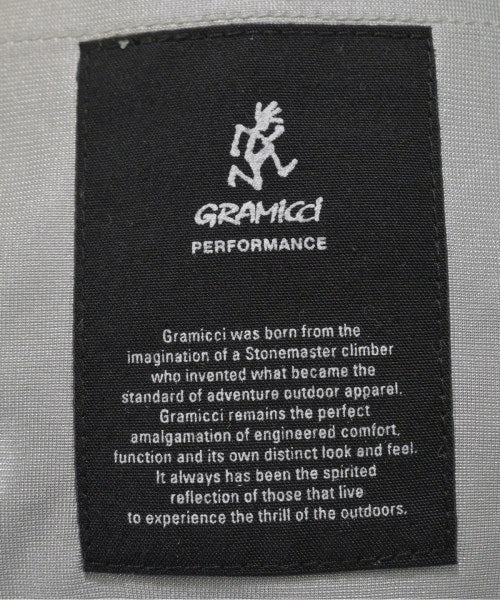 GRAMICCI
PERFORMANCE
Gramicci was born from the
imagination of a Stonemaster climber
who invented what became the
standard of adventure outdoor apparel.
Gramicci remains the perfect
amalgamation of engineered comfort,
function and its own distinct look and feel.
It always has been the spirited
reflection of those that live
to experience the thrill of the outdoors.